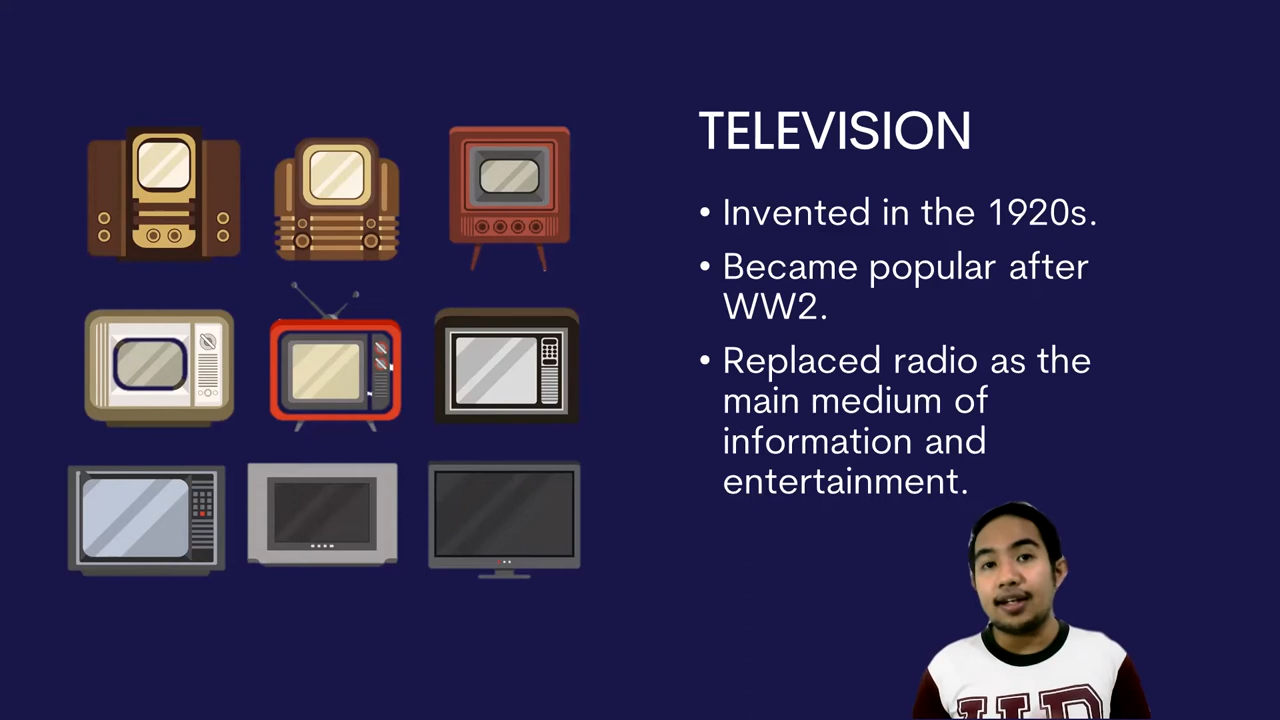 TELEVISION
• Invented in the 1920s.
• Became popular after
WW2.
• Replaced radio as the
main medium of
information and
entertainment.